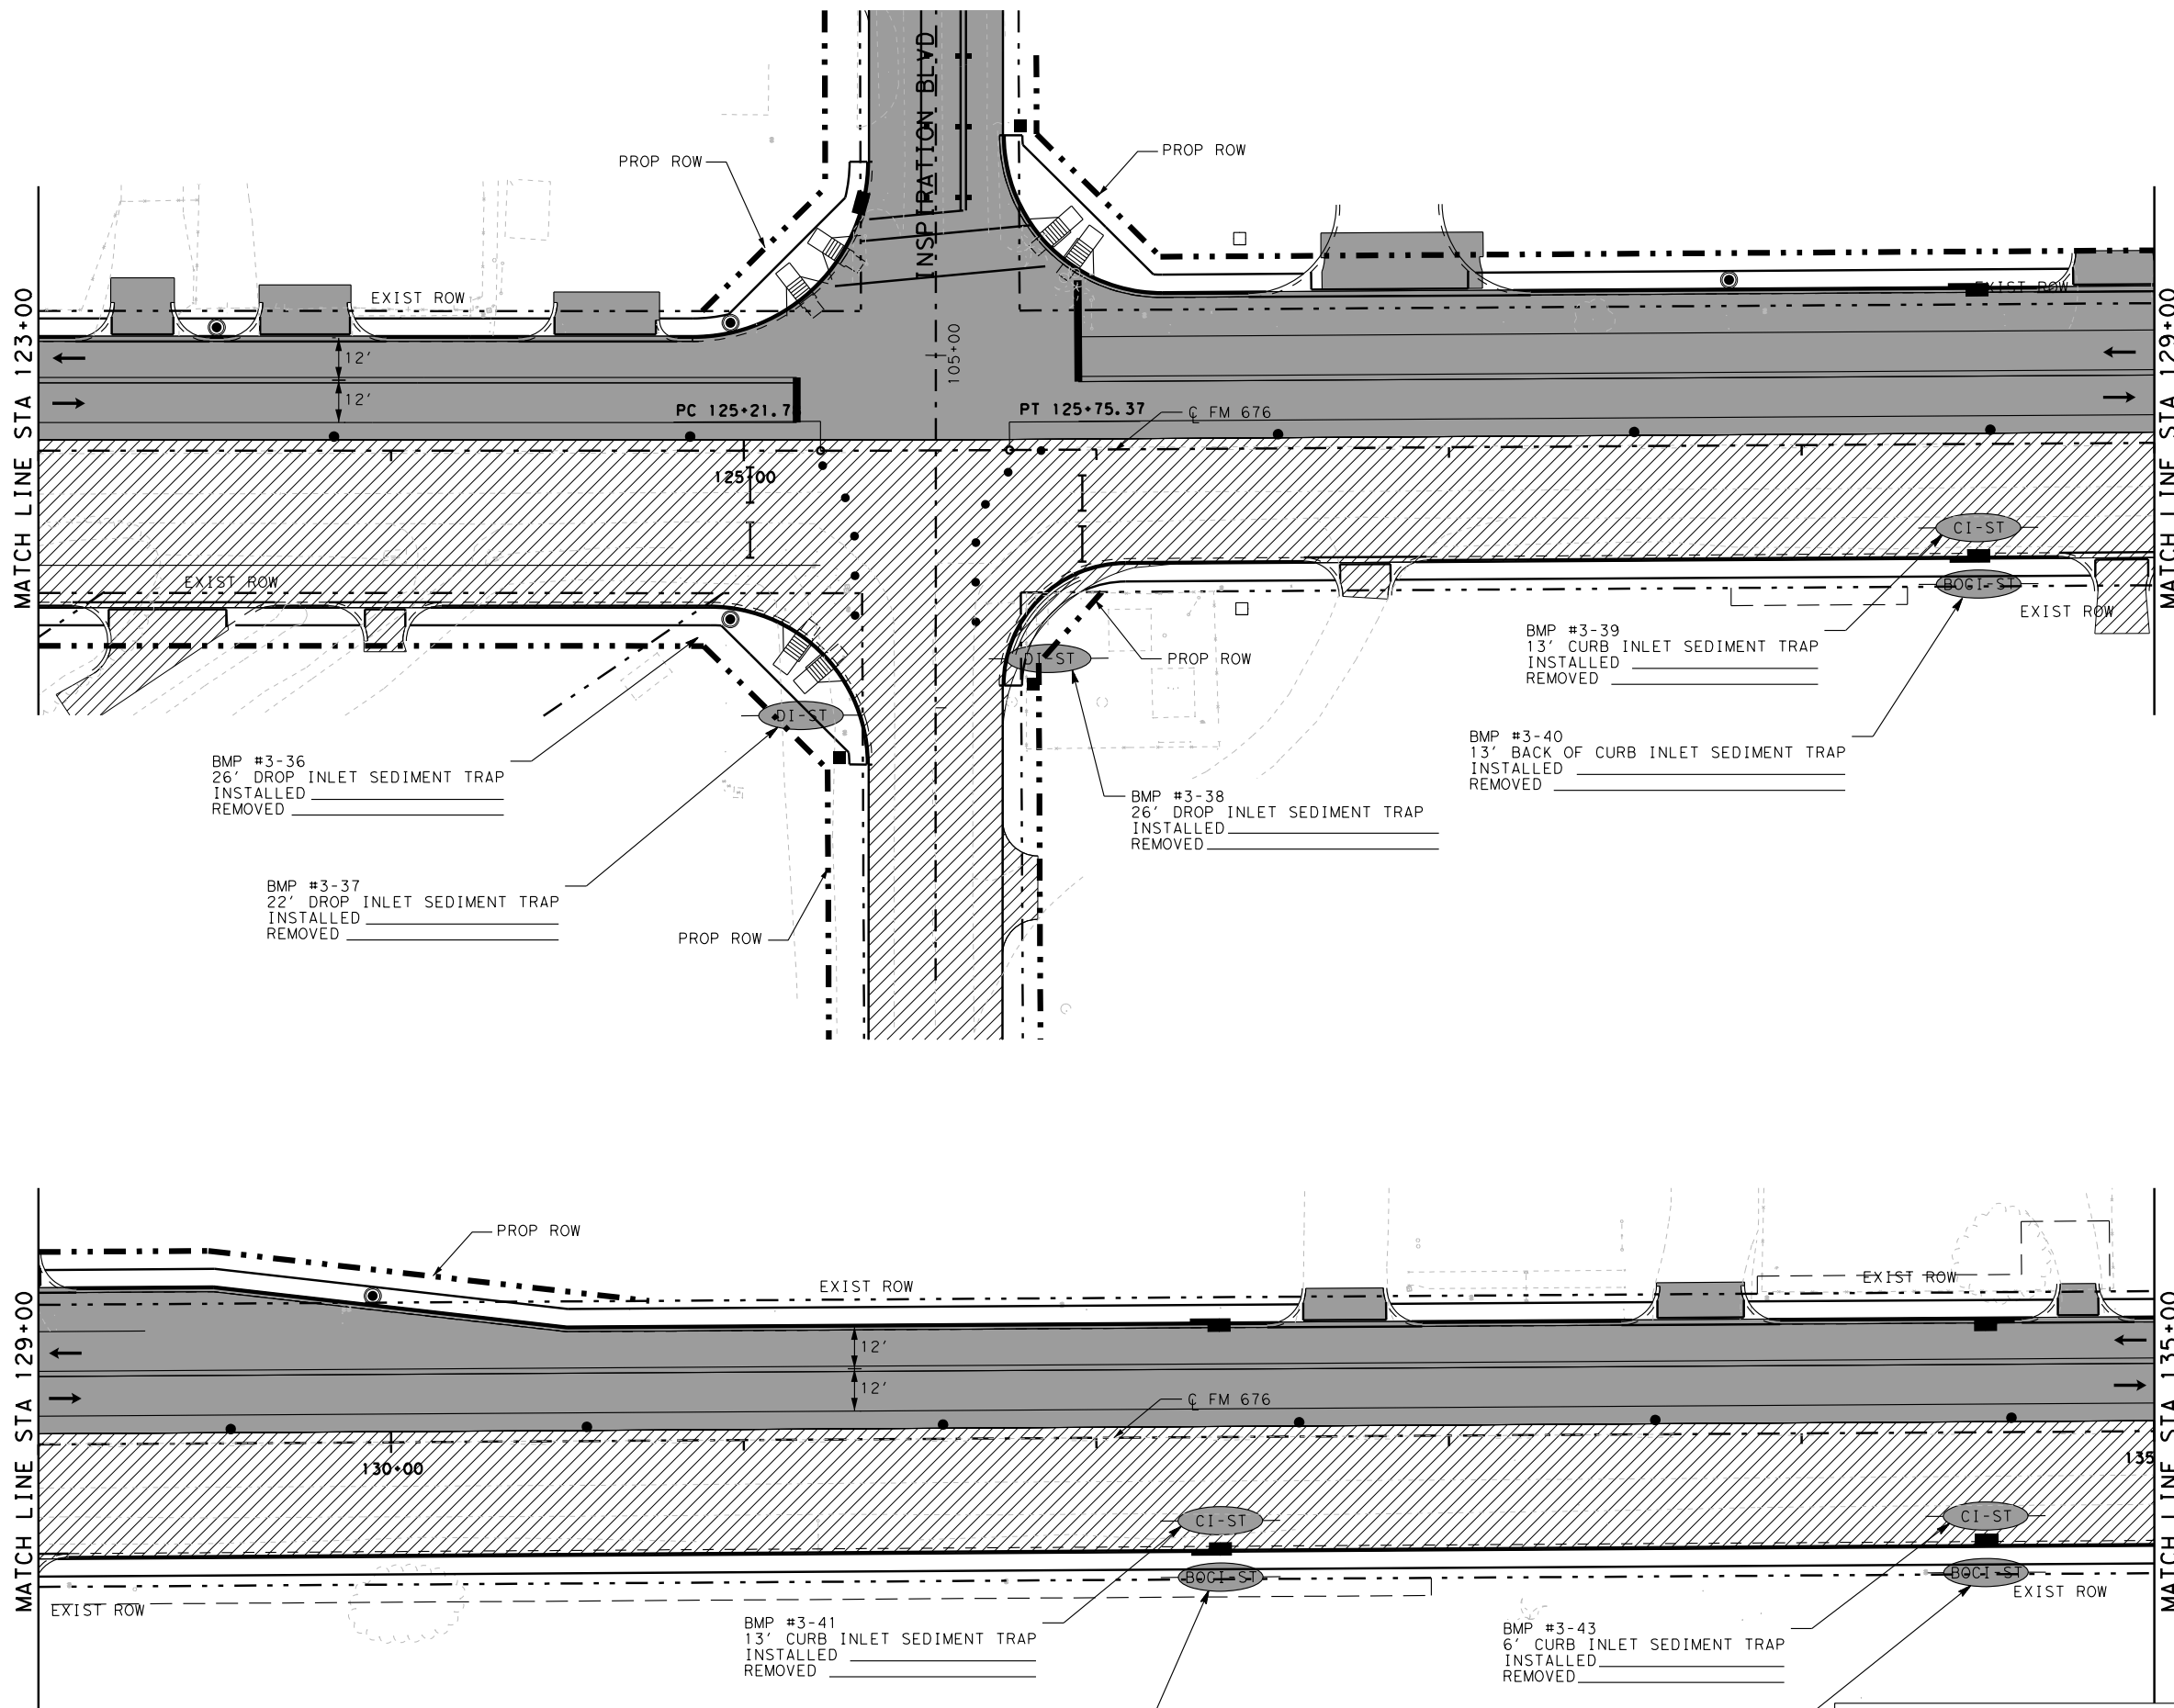 INSPIRATION BLVD
PROP ROW
PROP ROW
EXIST ROW
EXIST ROW
MATCH LINE STA 123+00
MATCH LINE STA 129+00
12'
12'
105+00
PC 125+21.7
PT 125+75.37
℄ FM 676
125+00
EXIST ROW
CI-ST
BOCI-ST
EXIST ROW
DI-ST
PROP ROW
DI-ST
BMP #3-39
13' CURB INLET SEDIMENT TRAP
INSTALLED
REMOVED
BMP #3-40
13' BACK OF CURB INLET SEDIMENT TRAP
INSTALLED
REMOVED
BMP #3-36
26' DROP INLET SEDIMENT TRAP
INSTALLED
REMOVED
BMP #3-38
26' DROP INLET SEDIMENT TRAP
INSTALLED
REMOVED
BMP #3-37
22' DROP INLET SEDIMENT TRAP
INSTALLED
REMOVED
PROP ROW
PROP ROW
EXIST ROW
EXIST ROW
MATCH LINE STA 129+00
MATCH LINE STA 135+00
12'
12'
℄ FM 676
130+00
135
CI-ST
CI-ST
BOCI-ST
BOCI-ST
EXIST ROW
EXIST ROW
BMP #3-41
13' CURB INLET SEDIMENT TRAP
INSTALLED
REMOVED
BMP #3-43
6' CURB INLET SEDIMENT TRAP
INSTALLED
REMOVED